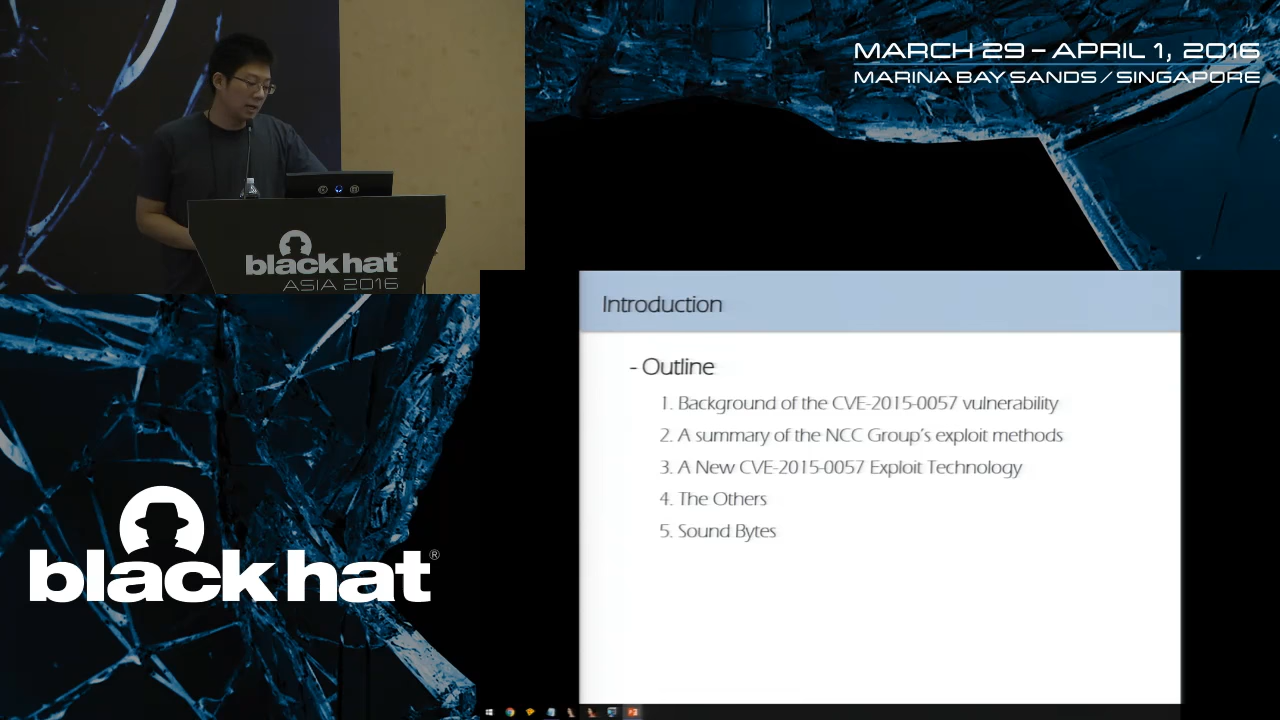 MARCH 29 – APRIL 1, 2016
MARINA BAY SANDS / SINGAPORE
black hat
ASIA 2016
Introduction
- Outline
1. Background of the CVE-2015-0057 vulnerability
2. A summary of the NCC Group's exploit methods
3. A New CVE-2015-0057 Exploit Technology
4. The Others
5. Sound Bytes
black hat®